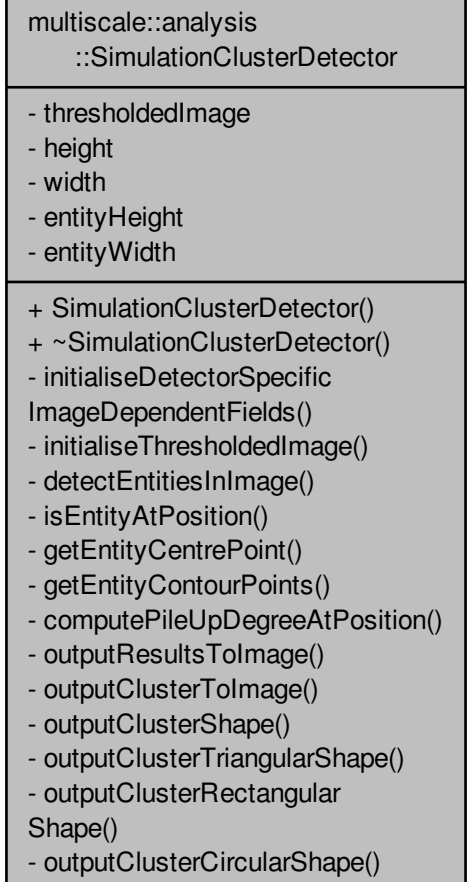 multiscale::analysis
::SimulationClusterDetector
- thresholdedImage
- height
- width
- entityHeight
- entityWidth
+ SimulationClusterDetector()
+ ~SimulationClusterDetector()
- initialiseDetectorSpecific
ImageDependentFields()
- initialiseThresholdedImage()
- detectEntitiesInImage()
- isEntityAtPosition()
- getEntityCentrePoint()
- getEntityContourPoints()
- computePileUpDegreeAtPosition()
- outputResultsToImage()
- outputClusterToImage()
- outputClusterShape()
- outputClusterTriangularShape()
- outputClusterRectangular
Shape()
- outputClusterCircularShape()